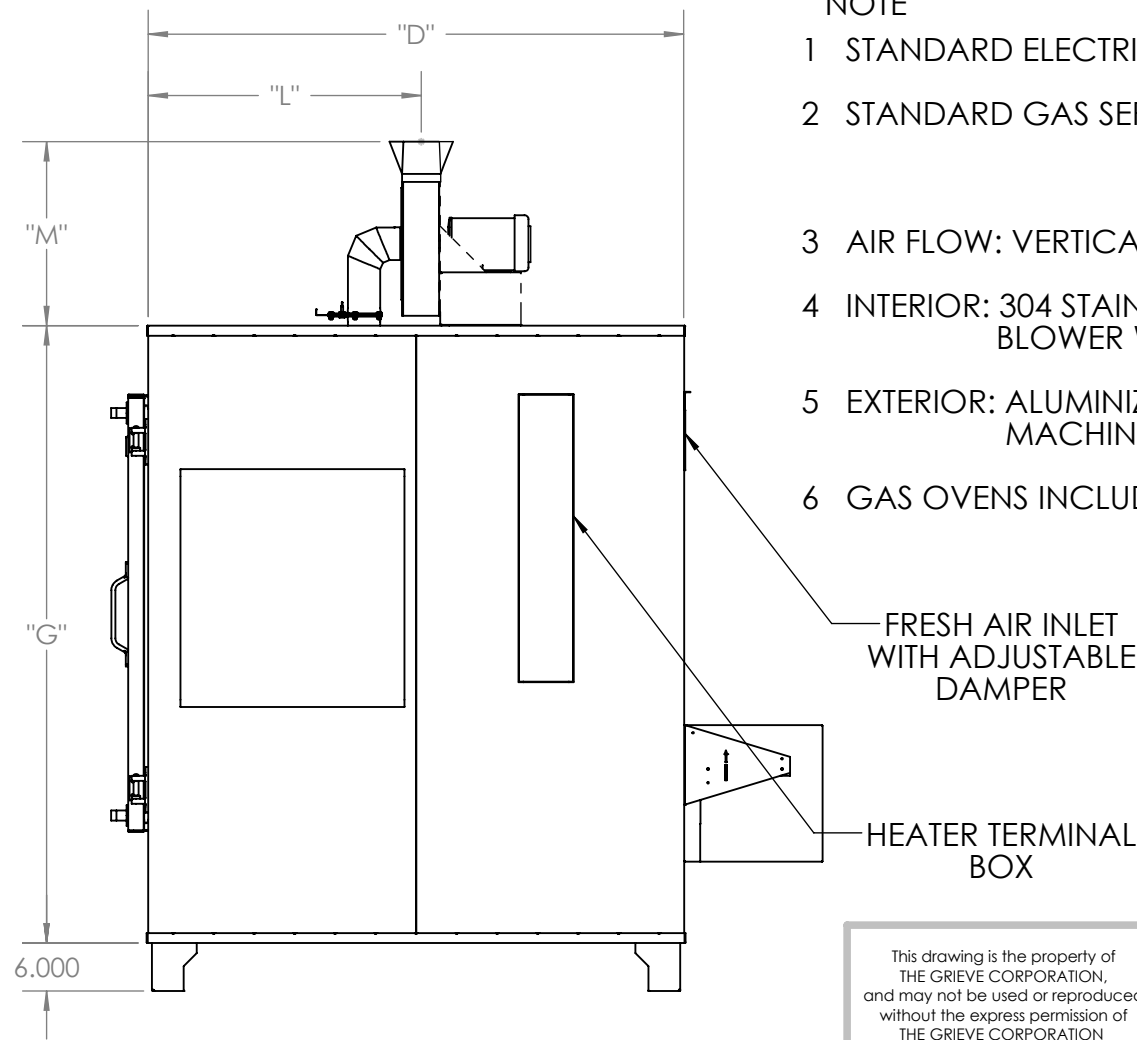 "D"
"L"
"M"
"G"
6.000
NOTE
1 STANDARD ELECTRI
2 STANDARD GAS SE
3 AIR FLOW: VERTICA
4 INTERIOR: 304 STAIN
BLOWER
5 EXTERIOR: ALUMINI
MACHIN
6 GAS OVENS INCLU
FRESH AIR INLET
WITH ADJUSTABLE
DAMPER
HEATER TERMINAL
BOX
This drawing is the property of
THE GRIEVE CORPORATION,
and may not be used or reproduced
without the express permission of
THE GRIEVE CORPORATION